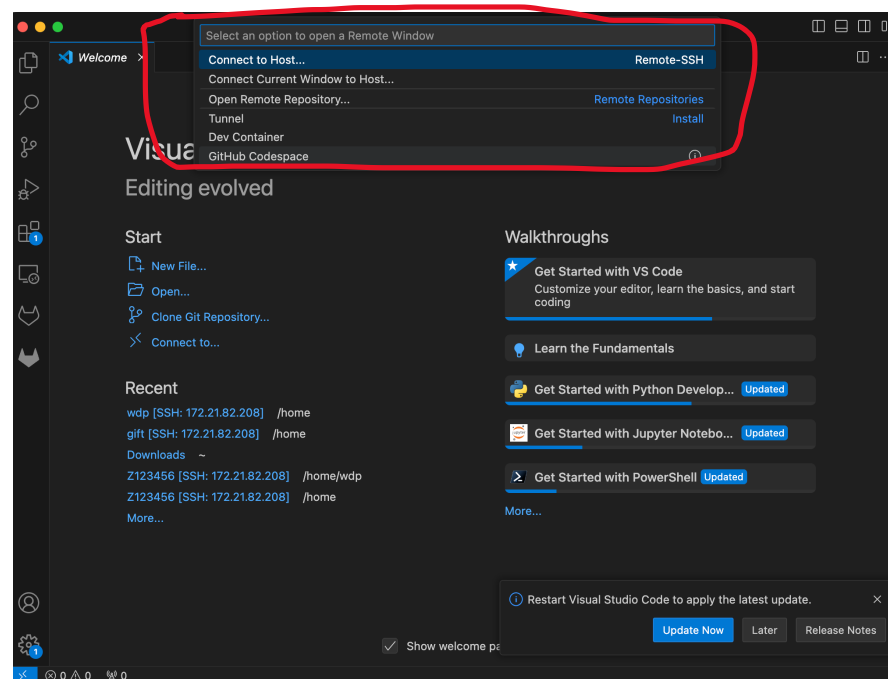 Select an option to open a Remote Window
Connect to Host... Remote-SSH
Connect Current Window to Host...
Open Remote Repository... Remote Repositories
Tunnel Install
Dev Container
GitHub Codespace
Welcome
Visua
Editing evolved
Start
New File...
Open...
Clone Git Repository...
Connect to...
Recent
wdp [SSH: 172.21.82.208] /home
gift [SSH: 172.21.82.208] /home
Downloads ~
Z123456 [SSH: 172.21.82.208] /home/wdp
Z123456 [SSH: 172.21.82.208] /home
More...
Walkthroughs
Get Started with VS Code
Customize your editor, learn the basics, and start
coding
Learn the Fundamentals
Get Started with Python Develop... Updated
Get Started with Jupyter Notebo... Updated
Get Started with PowerShell Updated
More...
1
Restart Visual Studio Code to apply the latest update.
Update Now Later Release Notes
Show welcome pa
1
0 0 0